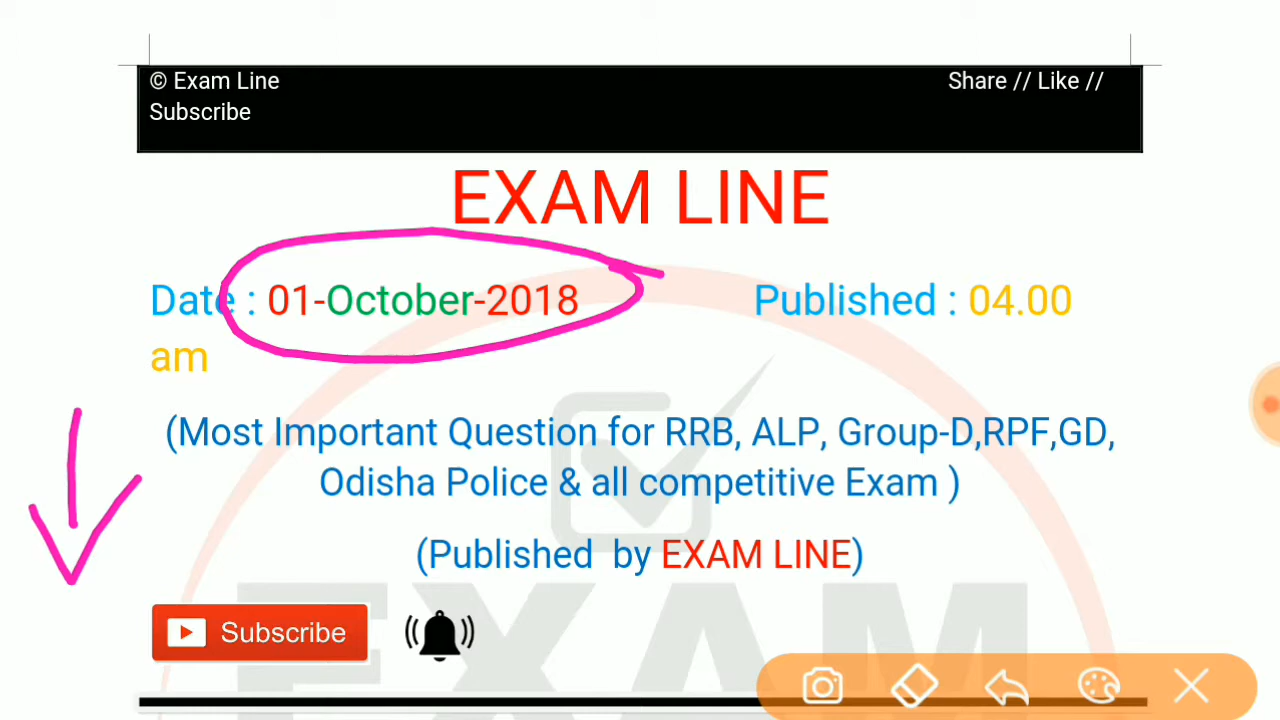 © Exam Line Share // Like //
Subscribe
EXAM LINE
Date : 01-October-2018 Published : 04.00
am
(Most Important Question for RRB, ALP, Group-D,RPF,GD,
Odisha Police & all competitive Exam )
(Published by EXAM LINE)
Subscribe
EXAM